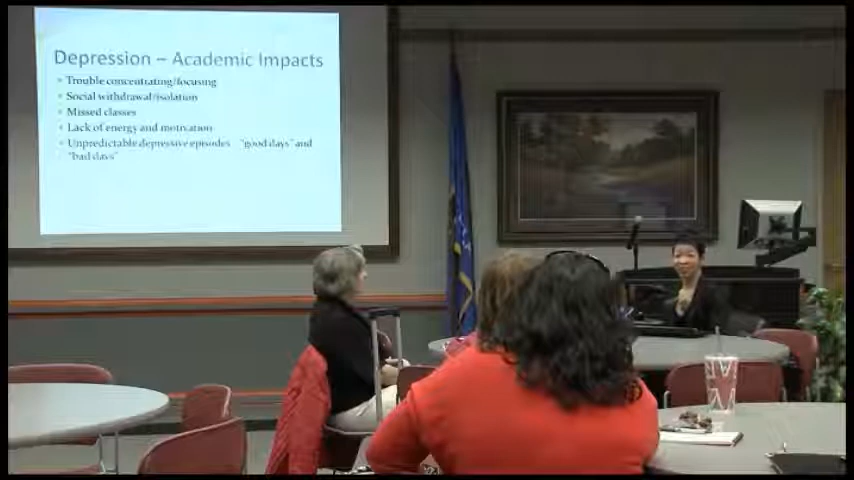 Depression – Academic Impacts
Trouble concentrating/focusing
Social withdrawal/isolation
Missed classes
Lack of energy and motivation
Unpredictable depressive episodes "good days" and
"bad days"